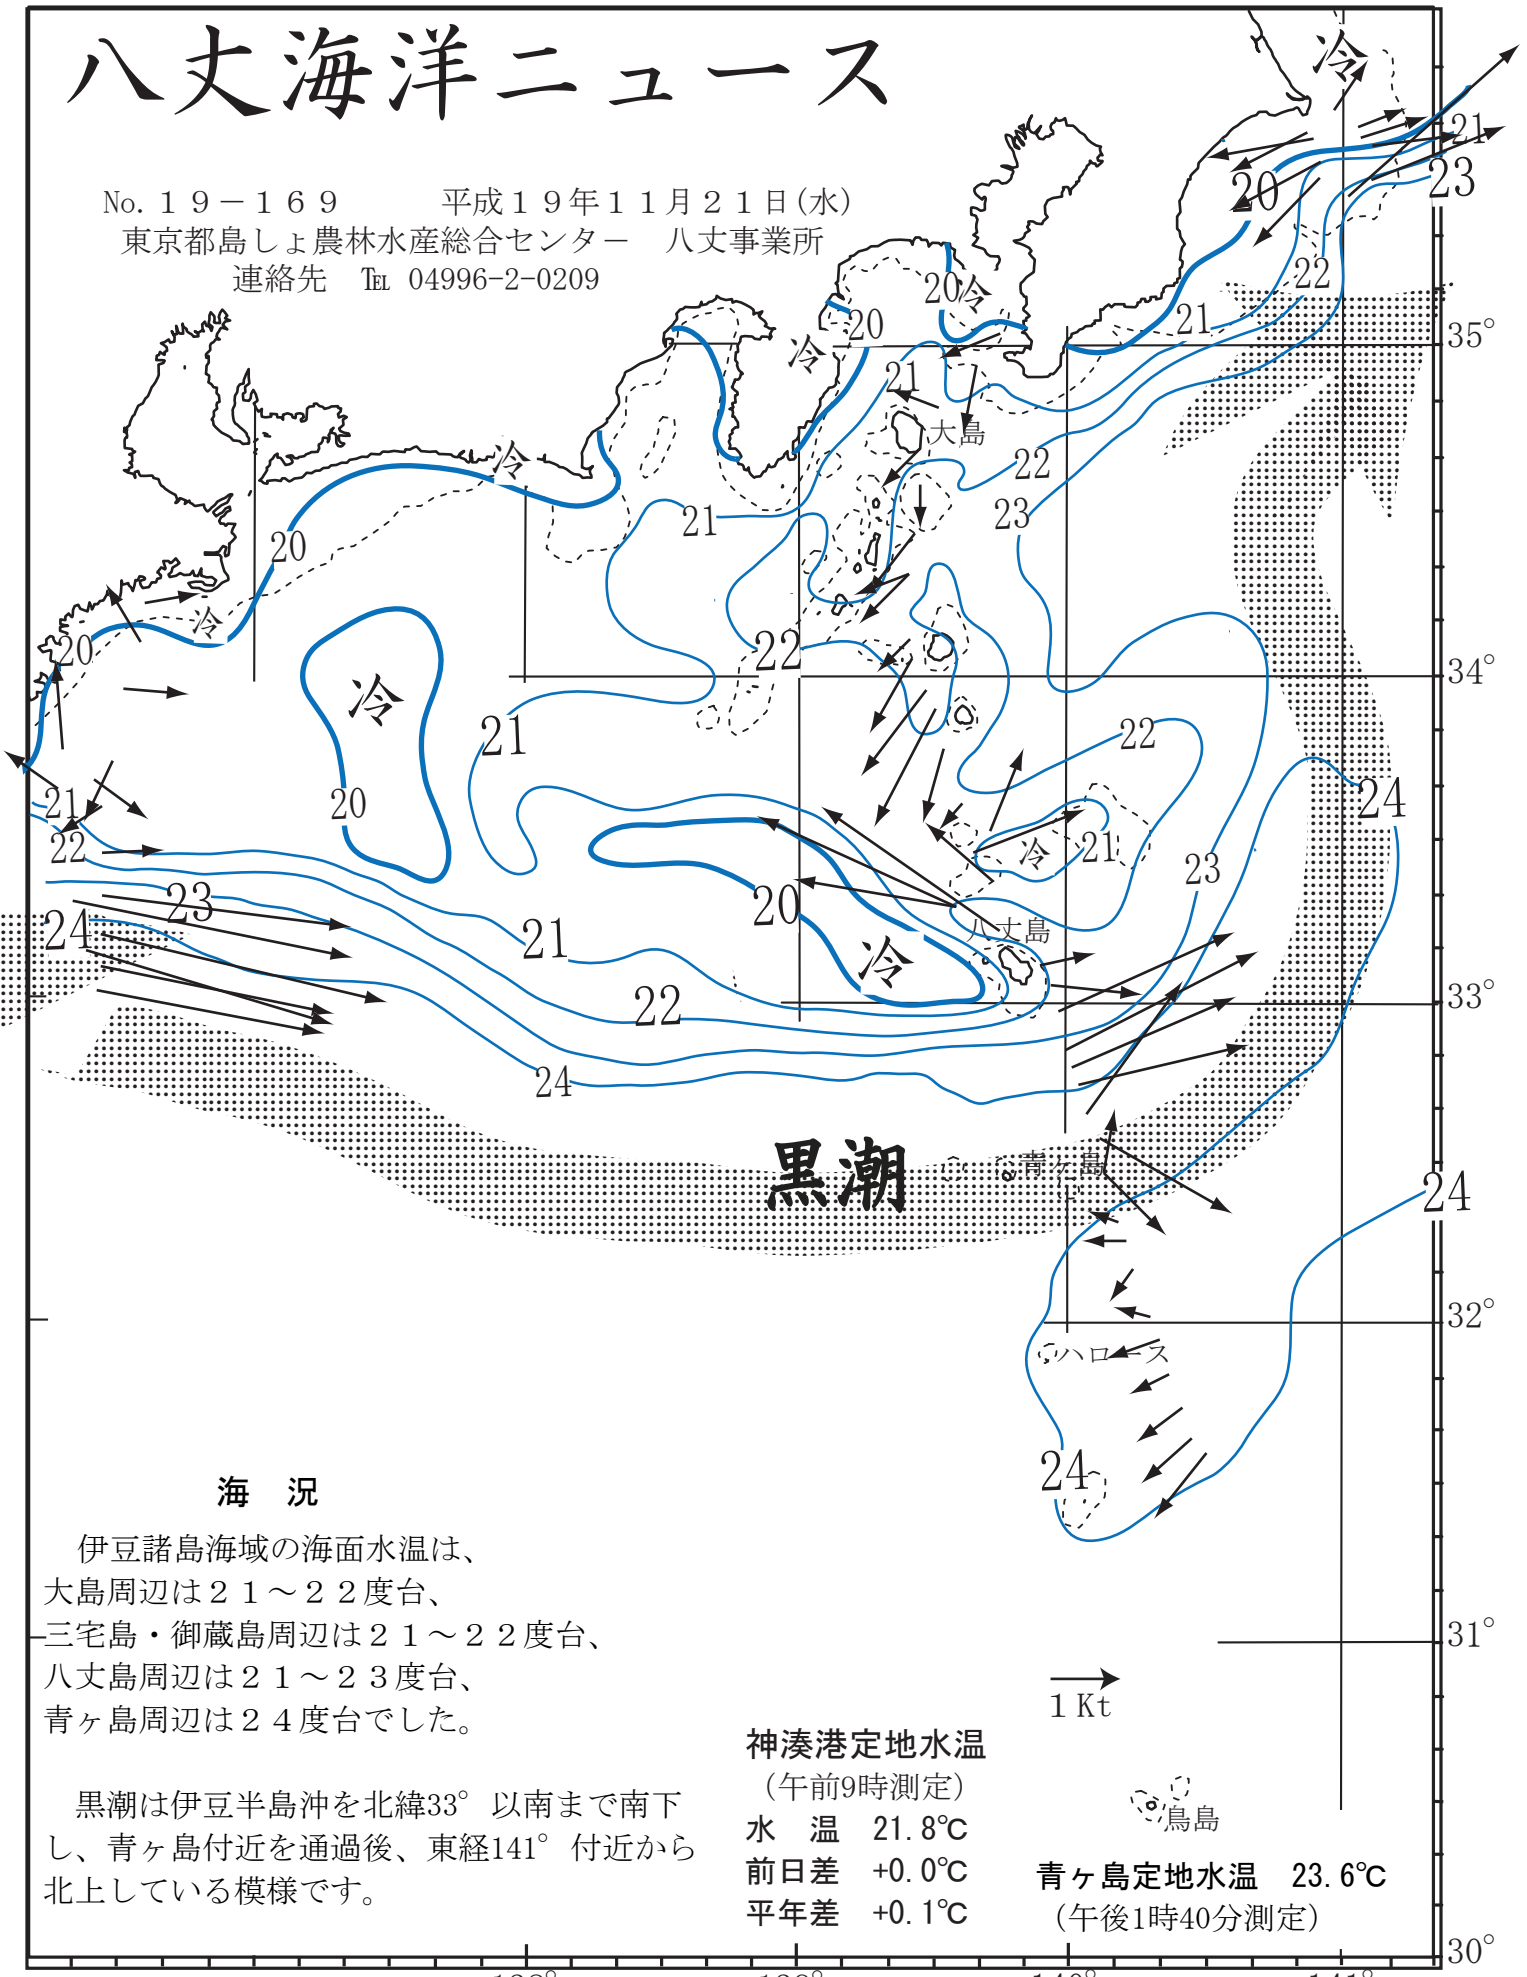 八丈海洋ニュース
No.１９－１６９　平成１９年１１月２１日(水)
東京都島しょ農林水産総合センター　八丈事業所
連絡先　℡ 04996-2-0209
冷
21
20
23
22
21
35°
20
冷
20
冷
21
大島
22
冷
21
23
20
冷
20
22
34°
冷
21
22
20
24
21
22
冷
21
23
23
20
24
21
八丈島
冷
22
33°
24
黒潮
青ヶ島
24
32°
ハロース
24
海　況
伊豆諸島海域の海面水温は、
大島周辺は２１～２２度台、
三宅島・御蔵島周辺は２１～２２度台、
八丈島周辺は２１～２３度台、
青ヶ島周辺は２４度台でした。
31°
1 Kt
黒潮は伊豆半島沖を北緯33°以南まで南下
し、青ヶ島付近を通過後、東経141°付近から
北上している模様です。
神湊港定地水温
（午前9時測定）
水　温　21.8℃
前日差　+0.0℃
平年差　+0.1℃
鳥島
青ヶ島定地水温　23.6℃
（午後1時40分測定）
30°